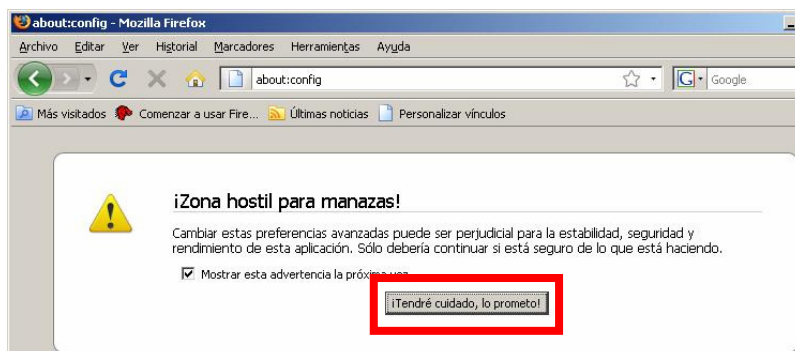 about:config - Mozilla Firefox
Archivo Editar Ver Historial Marcadores Herramientas Ayuda
about:config G Google
Más visitados Comenzar a usar Fire... Últimas noticias Personalizar vínculos
¡Zona hostil para manazas!
Cambiar estas preferencias avanzadas puede ser perjudicial para la estabilidad, seguridad y
rendimiento de esta aplicación. Sólo debería continuar si está seguro de lo que está haciendo.
Mostrar esta advertencia la próxima vez
¡Tendré cuidado, lo prometo!